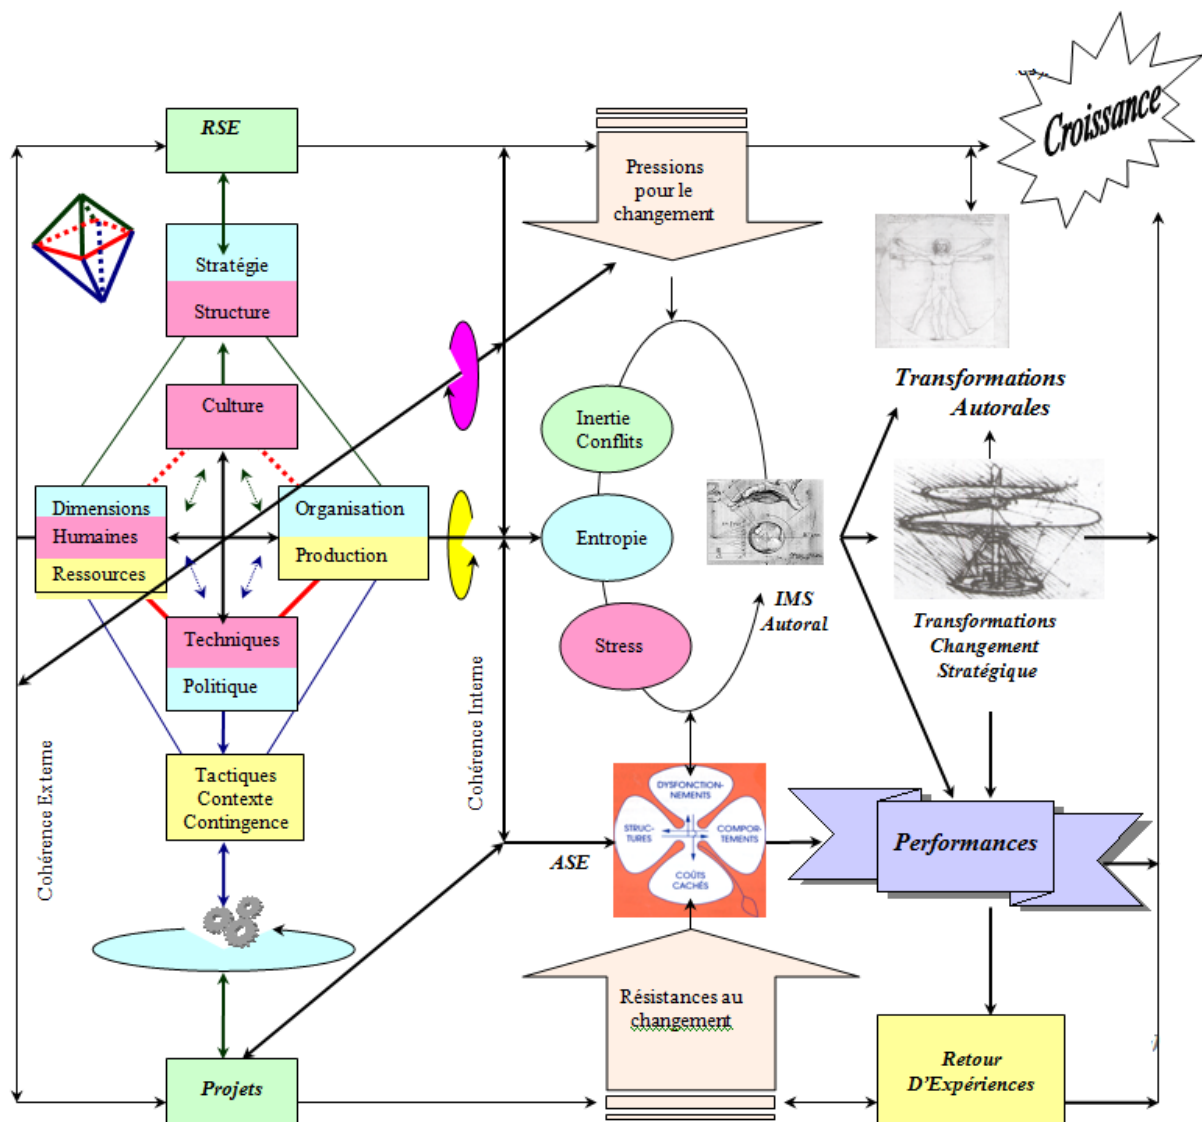 Croissance
RSE
Pressions
pour le
changement
Stratégie
Structure
Culture
Transformations
Autorales
Inertie
Conflits
Dimensions
Humaines
Ressources
Organisation
Production
Entropie
IMS
Autoral
Techniques
Politique
Stress
Transformations
Changement
Stratégique
Cohérence Externe
Cohérence Interne
Tactiques
Contexte
Contingence
ASE
DYSFONCTION-
NEMENTS
STRUC-
TURES
COMPOR-
TEMENTS
COÛTS
CACHÉS
Performances
Résistances au
changement
Projets
Retour
D'Expériences